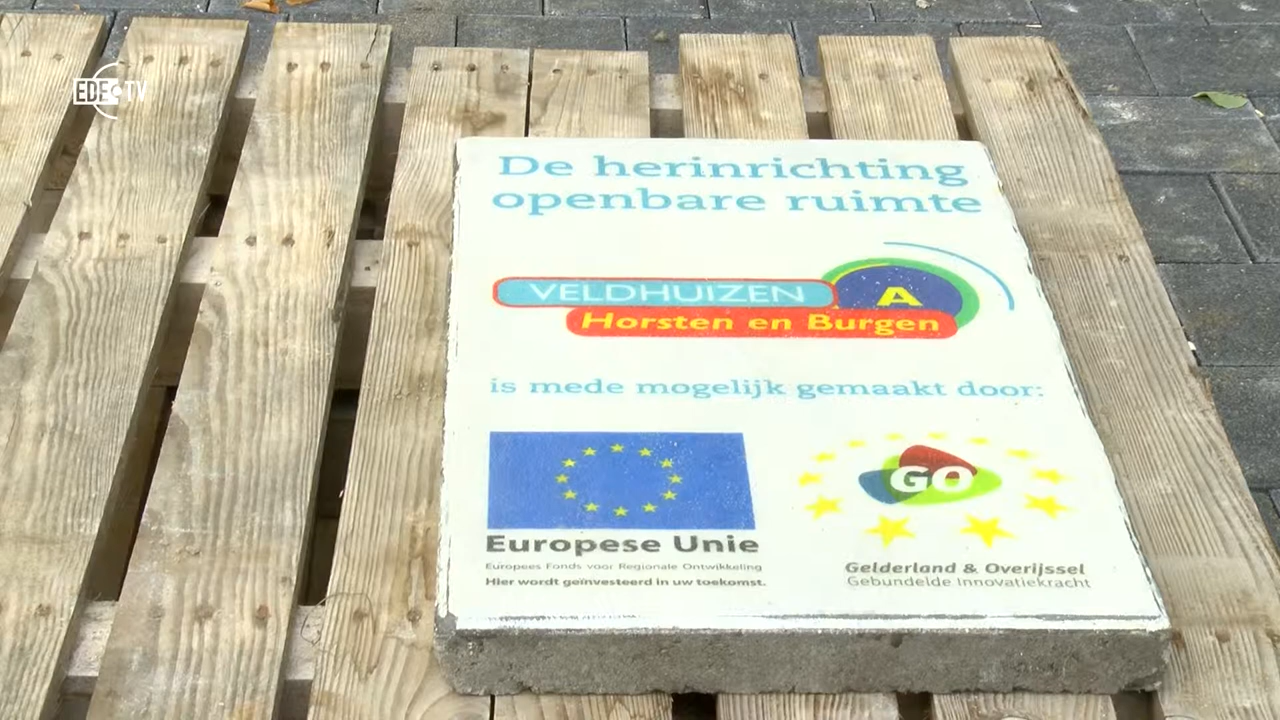 EDE TV
De herinrichting
openbare ruimte
VELDHUIZEN A
Horsten en Burgen
is mede mogelijk gemaakt door:
Europese Unie
Europees Fonds voor Regionale Ontwikkeling
Hier wordt geïnvesteerd in uw toekomst.
GO
Gelderland & Overijssel
Gebundelde Innovatiekracht